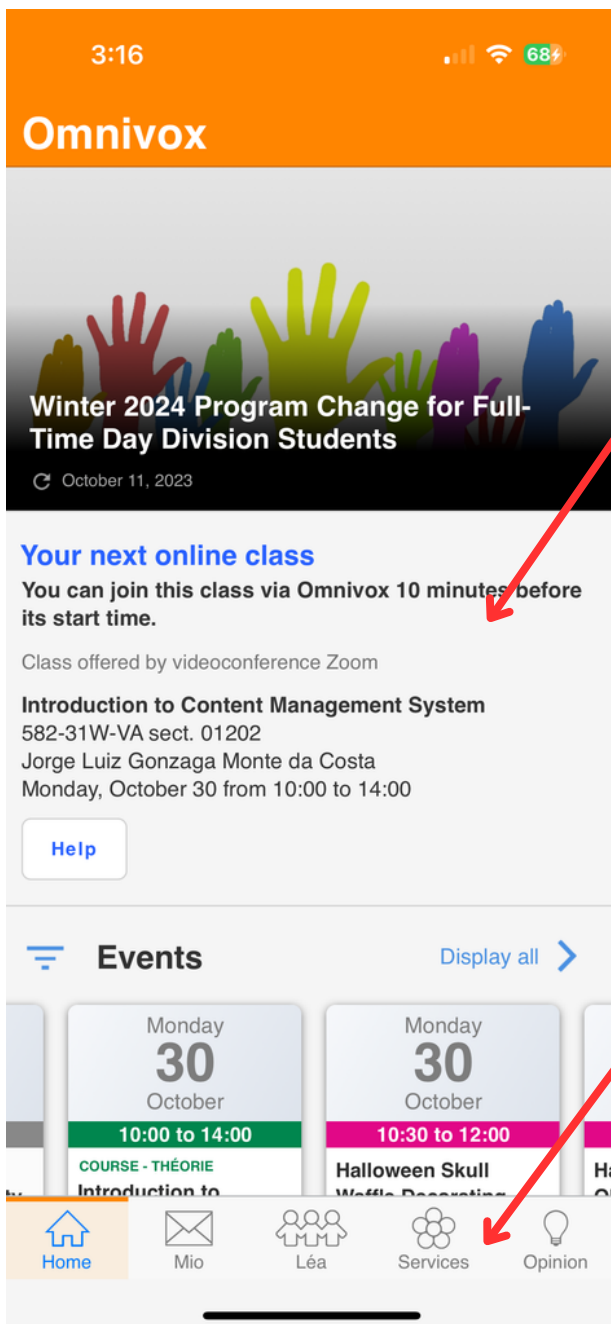 3:16
68
Omnivox
Winter 2024 Program Change for Full-
Time Day Division Students
October 11, 2023
Your next online class
You can join this class via Omnivox 10 minutes before
its start time.
Class offered by videoconference Zoom
Introduction to Content Management System
582-31W-VA sect. 01202
Jorge Luiz Gonzaga Monte da Costa
Monday, October 30 from 10:00 to 14:00
Help
Events
Display all
Monday
30
October
10:00 to 14:00
COURSE - THÉORIE
Introduction to
Monday
30
October
10:30 to 12:00
Halloween Skull
Waffle Decorating
Home
Mio
Léa
Services
Opinion